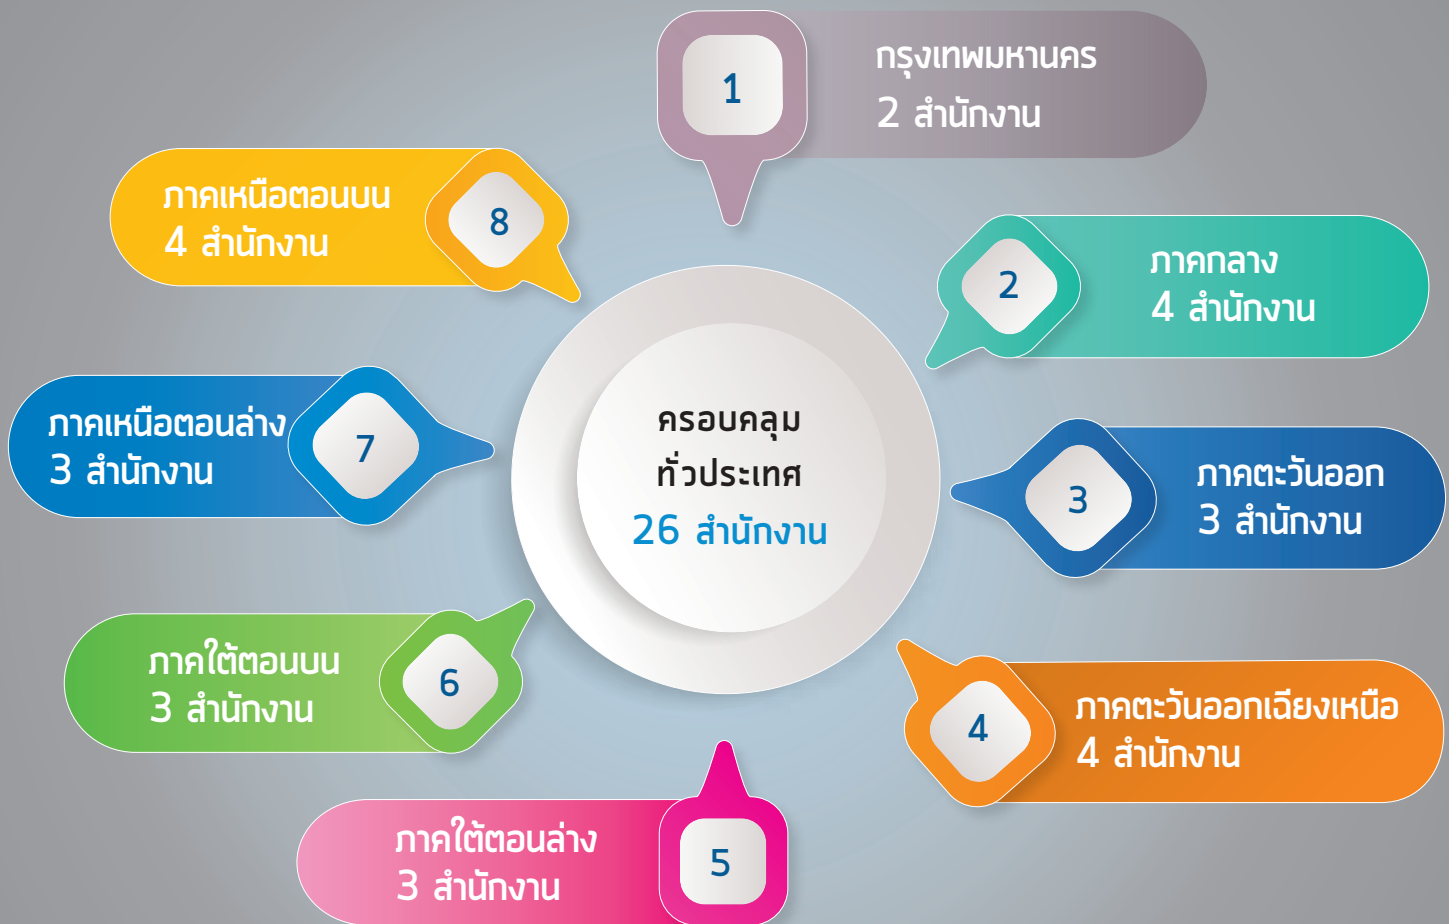 1
กรุงเทพมหานคร
2 สำนักงาน
2
ภาคกลาง
4 สำนักงาน
3
ภาคตะวันออก
3 สำนักงาน
4
ภาคตะวันออกเฉียงเหนือ
4 สำนักงาน
5
ภาคใต้ตอนล่าง
3 สำนักงาน
6
ภาคใต้ตอนบน
3 สำนักงาน
7
ภาคเหนือตอนล่าง
3 สำนักงาน
8
ภาคเหนือตอนบน
4 สำนักงาน
ครอบคลุม
ทั่วประเทศ
26 สำนักงาน